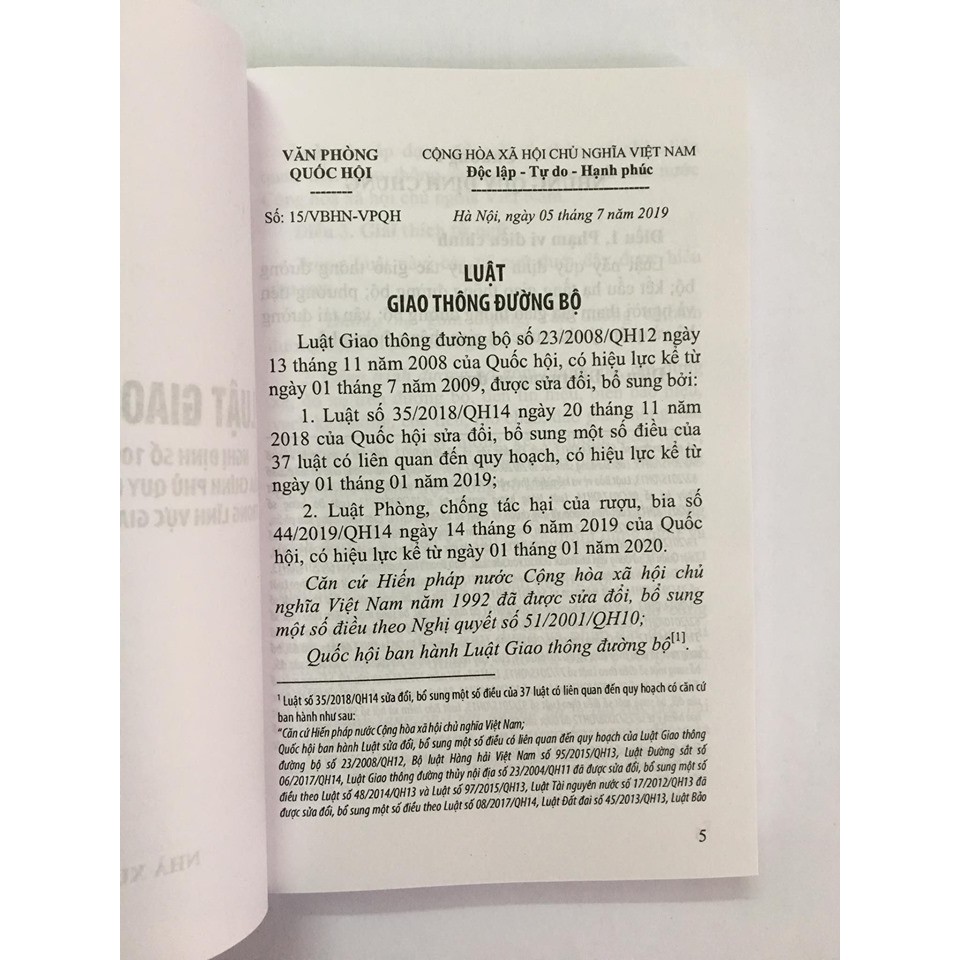 VĂN PHÒNG
QUỐC HỘI
--------
CỘNG HÒA XÃ HỘI CHỦ NGHĨA VIỆT NAM
Độc lập - Tự do - Hạnh phúc
---------------------------------
Số: 15/VBHN-VPQH
Hà Nội, ngày 05 tháng 7 năm 2019
LUẬT
GIAO THÔNG ĐƯỜNG BỘ
Luật Giao thông đường bộ số 23/2008/QH12 ngày
13 tháng 11 năm 2008 của Quốc hội, có hiệu lực kể từ
ngày 01 tháng 7 năm 2009, được sửa đổi, bổ sung bởi:
1. Luật số 35/2018/QH14 ngày 20 tháng 11 năm
2018 của Quốc hội sửa đổi, bổ sung một số điều của
37 luật có liên quan đến quy hoạch, có hiệu lực kể từ
ngày 01 tháng 01 năm 2019;
2. Luật Phòng, chống tác hại của rượu, bia số
44/2019/QH14 ngày 14 tháng 6 năm 2019 của Quốc
hội, có hiệu lực kể từ ngày 01 tháng 01 năm 2020.
Căn cứ Hiến pháp nước Cộng hòa xã hội chủ
nghĩa Việt Nam năm 1992 đã được sửa đổi, bổ sung
một số điều theo Nghị quyết số 51/2001/QH10;
Quốc hội ban hành Luật Giao thông đường bộ[1].
1 Luật số 35/2018/QH14 sửa đổi, bổ sung một số điều của 37 luật có liên quan đến quy hoạch có căn cứ
ban hành như sau:
"Căn cứ Hiến pháp nước Cộng hòa xã hội chủ nghĩa Việt Nam;
Quốc hội ban hành Luật sửa đổi, bổ sung một số điều có liên quan đến quy hoạch của Luật Giao thông
đường bộ số 23/2008/QH12, Bộ luật Hàng hải Việt Nam số 95/2015/QH13, Luật Đường sắt số
06/2017/QH14, Luật Giao thông đường thủy nội địa số 23/2004/QH11 đã được sửa đổi, bổ sung một số
điều theo Luật số 48/2014/QH13 và Luật số 97/2015/QH13, Luật Tài nguyên nước số 17/2012/QH13 đã
được sửa đổi, bổ sung một số điều theo Luật số 08/2017/QH14, Luật Đất đai số 45/2013/QH13, Luật Bảo
5